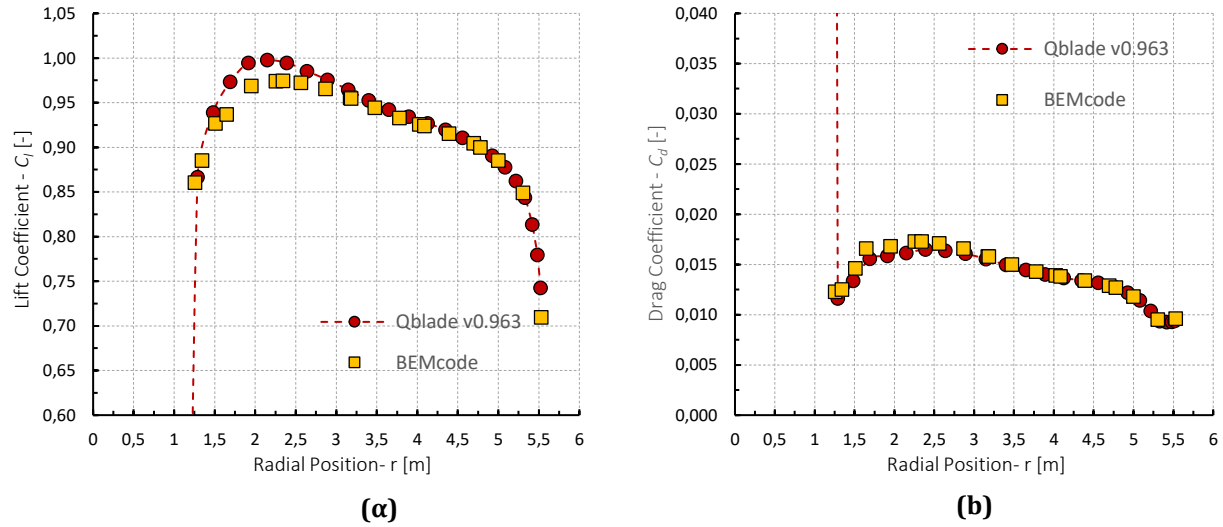 1,05
1,00
0,95
0,90
0,85
0,80
0,75
0,70
0,65
0,60
Lift Coefficient - Cl [-]
Qblade v0.963
BEMcode
0 0,5 1 1,5 2 2,5 3 3,5 4 4,5 5 5,5 6
Radial Position- r [m]
(α)
0,040
0,035
0,030
0,025
0,020
0,015
0,010
0,005
0,000
Drag Coefficient - Cd [-]
Qblade v0.963
BEMcode
0 0,5 1 1,5 2 2,5 3 3,5 4 4,5 5 5,5 6
Radial Position- r [m]
(b)